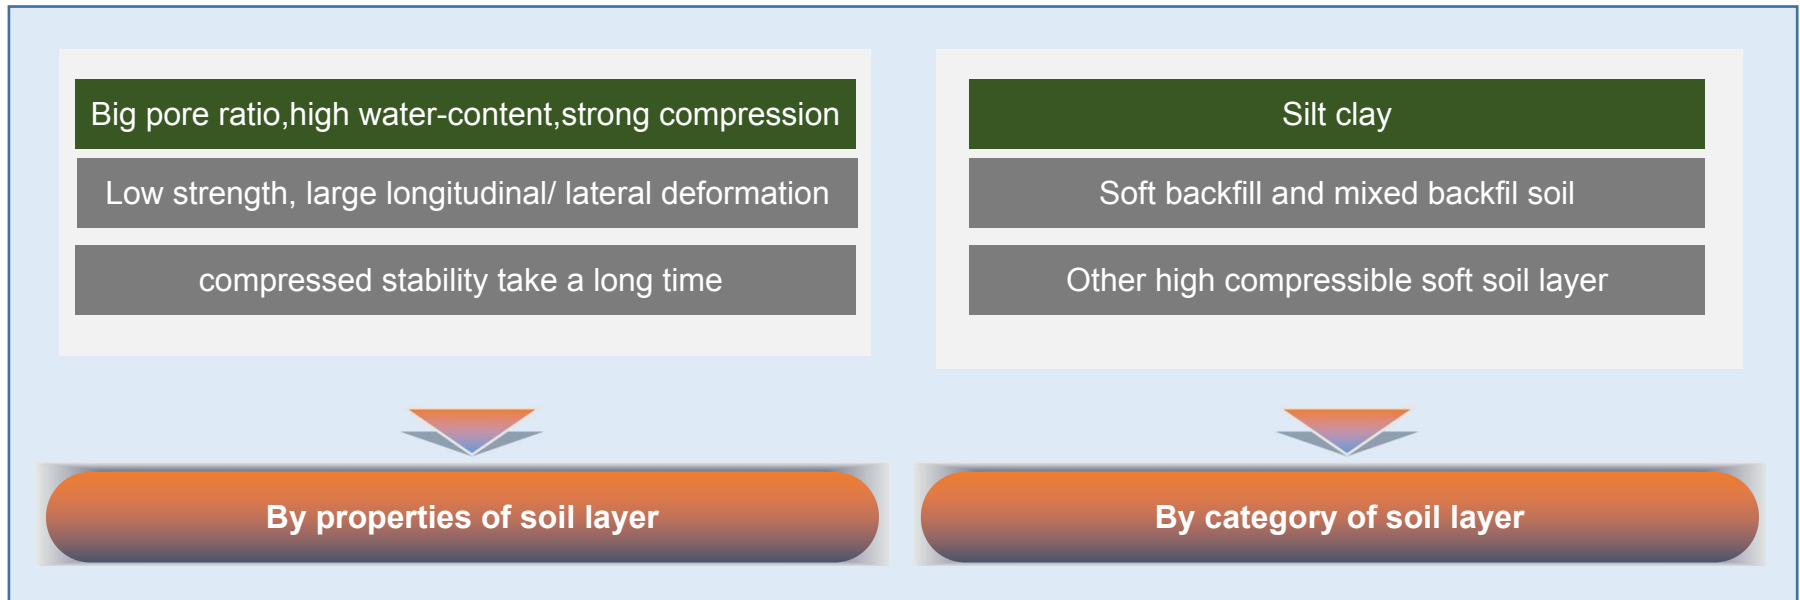 Big pore ratio,high water-content,strong compression
Low strength, large longitudinal/ lateral deformation
compressed stability take a long time
By properties of soil layer
Silt clay
Soft backfill and mixed backfil soil
Other high compressible soft soil layer
By category of soil layer